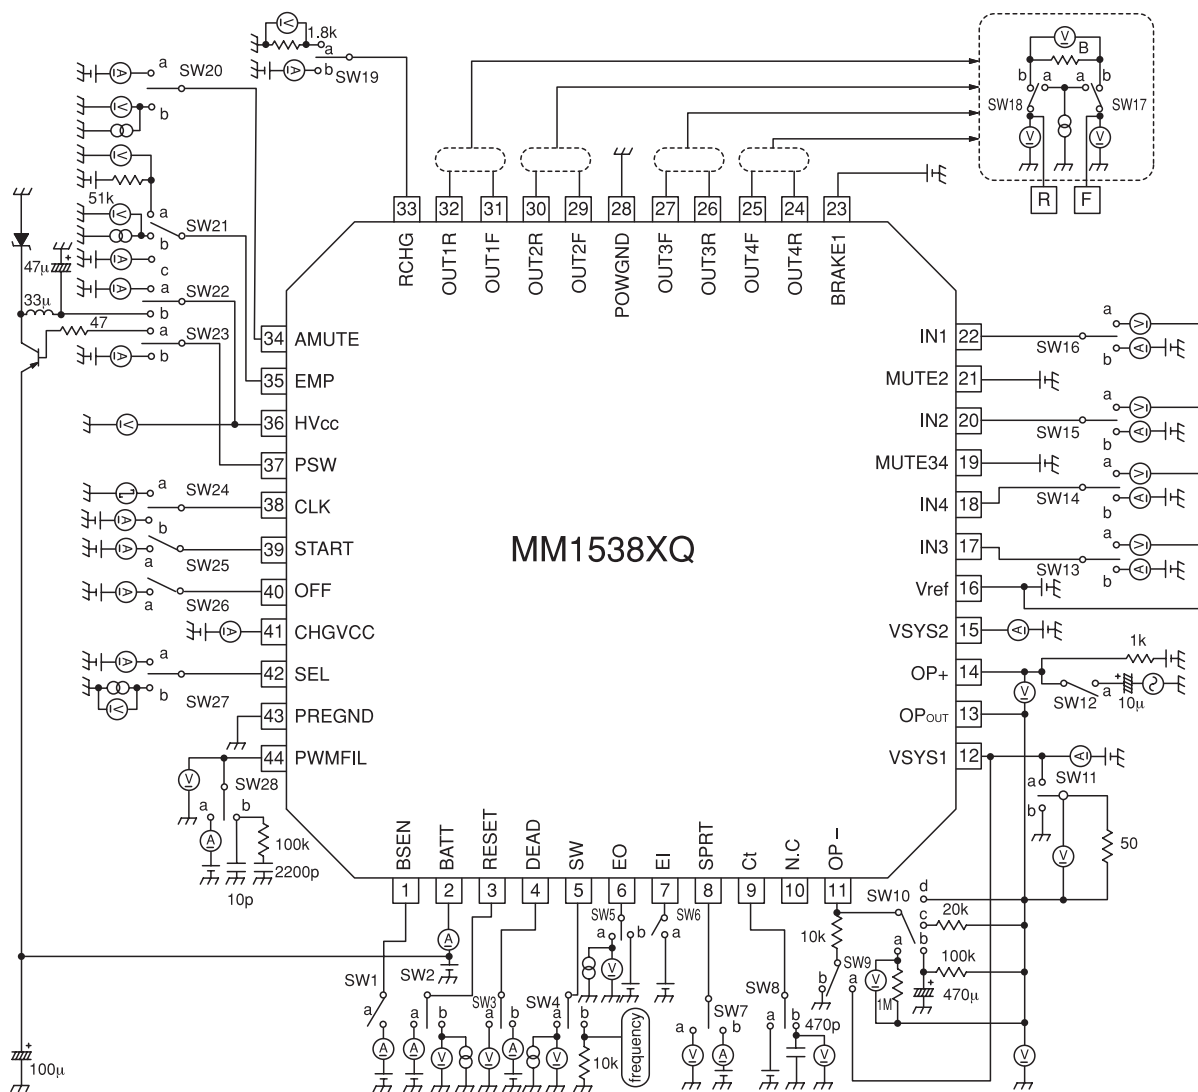 1.8k
a
b
SW19
a
SW20
b
51k
a
SW21
b
c
47μ
+
a
SW22
b
33μ
47
a
SW23
b
B
b a a b
SW18
SW17
R F
33 32 31 30 29 28 27 26 25 24 23
RCHG
OUT1R
OUT1F
OUT2R
OUT2F
POWGND
OUT3F
OUT3R
OUT4F
OUT4R
BRAKE1
34 AMUTE
35 EMP
36 HVcc
37 PSW
a
SW24
b
38 CLK
39 START
a
SW25
40 OFF
a
SW26
41 CHGVCC
a
42 SEL
b
SW27
43 PREGND
44 PWMFIL
MM1538XQ
IN1 22
SW16
a
b
MUTE2 21
IN2 20
SW15
a
b
MUTE34 19
IN4 18
SW14
a
b
IN3 17
SW13
a
b
Vref 16
VSYS2 15
OP+ 14
1k
SW12
a
+
10μ
OPOUT 13
VSYS1 12
SW11
a
b
50
SW28
a
b
100k
2200p
10p
BSEN
BATT
RESET
DEAD
SW
EO
EI
SPRT
Ct
N.C
OP-
1 2 3 4 5 6 7 8 9 10 11
SW1
a
SW2
a b
SW3
a b
SW4
a b
10k
frequency
SW5
a b
SW6
a
SW7
a b
SW8
a b
470p
10k
SW9
b a
SW10
d
c
b
a
20k
100k
+
470μ
1M
+
100μ